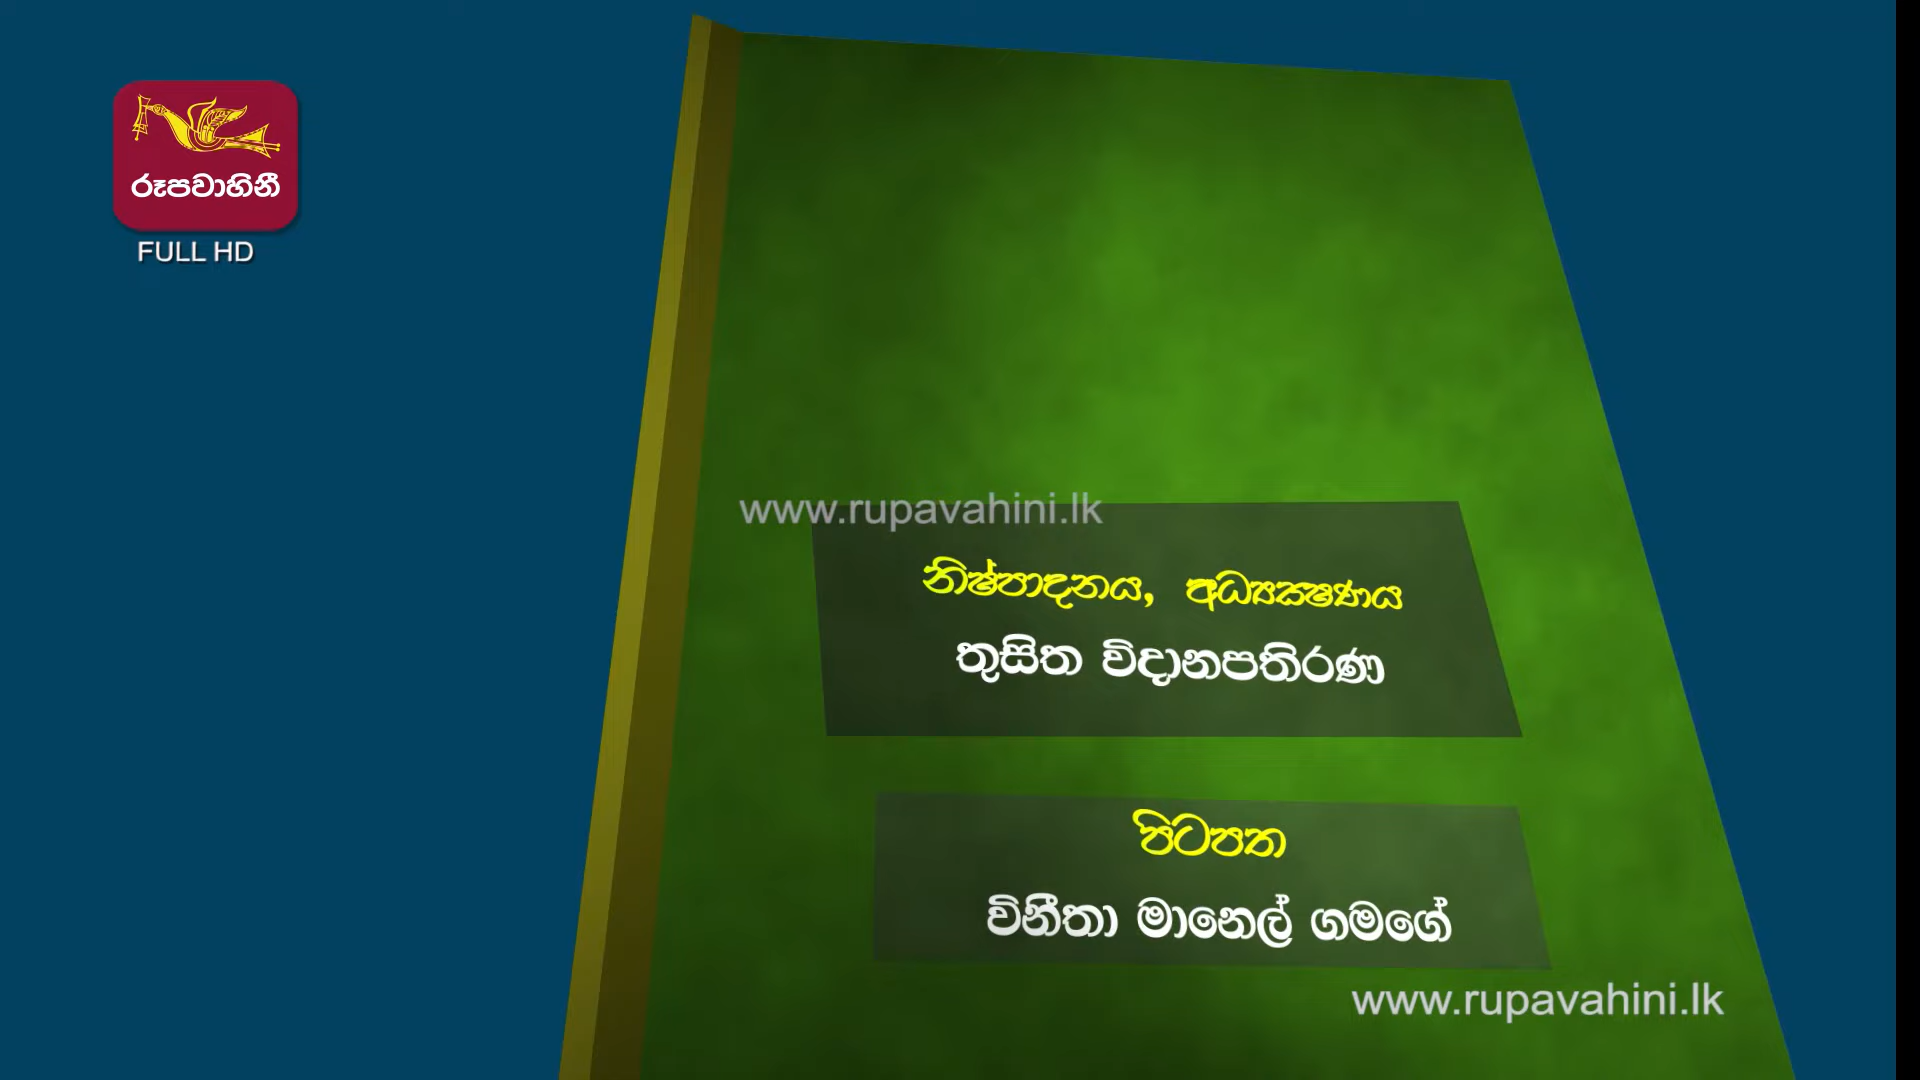 රූපවාහිනී
FULL HD
www.rupavahini.lk
නිෂ්පාදනය, අධ්‍යක්ෂණය
තුසිත විදානපතිරණ
පිටපත
විනීතා මානෙල් ගමගේ
www.rupavahini.lk